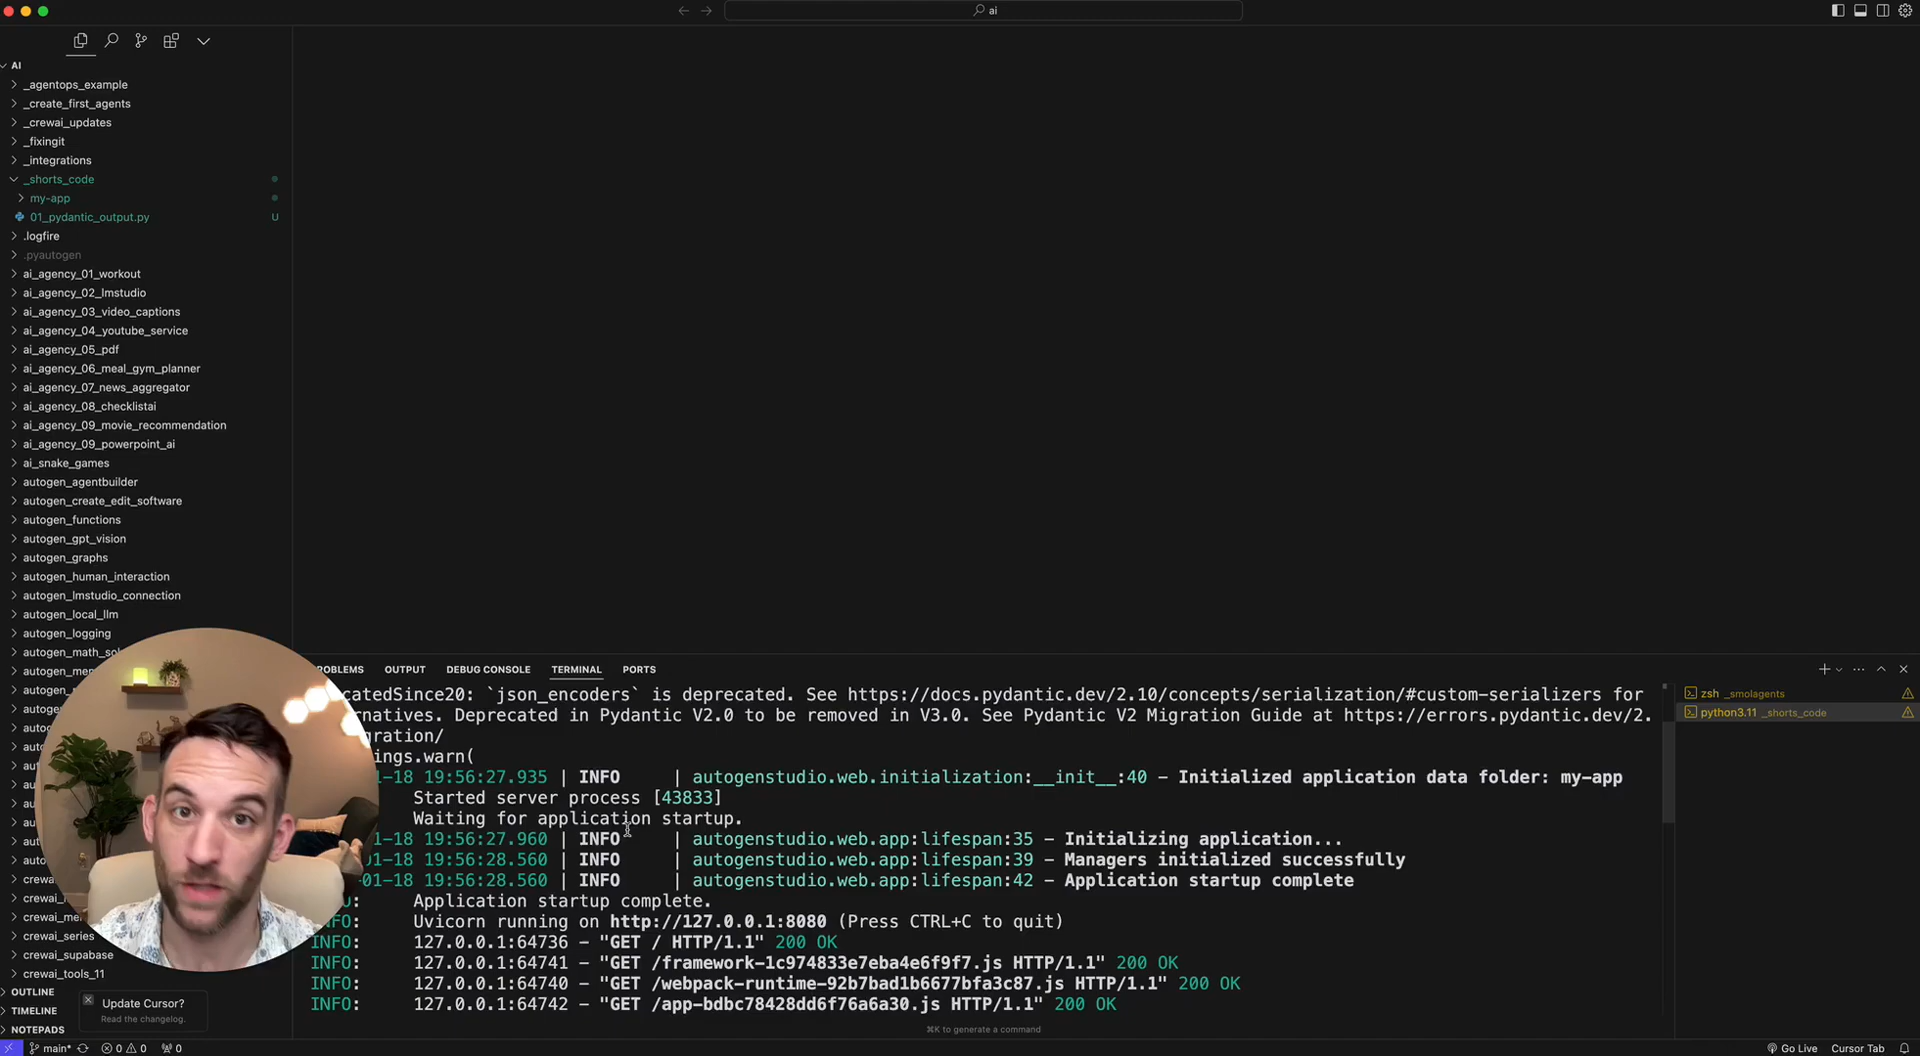 ai
AI
_agentops_example
_create_first_agents
_crewai_updates
_fixingit
_integrations
_shorts_code
my-app
01_pydantic_output.py U
.logfire
.pyautogen
ai_agency_01_workout
ai_agency_02_lmstudio
ai_agency_03_video_captions
ai_agency_04_youtube_service
ai_agency_05_pdf
ai_agency_06_meal_gym_planner
ai_agency_07_news_aggregator
ai_agency_08_checklistai
ai_agency_09_movie_recommendation
ai_agency_09_powerpoint_ai
ai_snake_games
autogen_agentbuilder
autogen_create_edit_software
autogen_functions
autogen_gpt_vision
autogen_graphs
autogen_human_interaction
autogen_lmstudio_connection
autogen_local_llm
autogen_logging
crewai_series
crewai_supabase
crewai_tools_11
OUTLINE
TIMELINE
NOTEPADS
Update Cursor?
Read the changelog.
main* 0 0 0
OUTPUT DEBUG CONSOLE TERMINAL PORTS
catedSince20: `json_encoders` is deprecated. See https://docs.pydantic.dev/2.10/concepts/serialization/#custom-serializers for
rnatives. Deprecated in Pydantic V2.0 to be removed in V3.0. See Pydantic V2 Migration Guide at https://errors.pydantic.dev/2.
gration/
ings.warn(
1-18 19:56:27.935 | INFO | autogenstudio.web.initialization:__init__:40 - Initialized application data folder: my-app
Started server process [43833]
Waiting for application startup.
1-18 19:56:27.960 | INFO | autogenstudio.web.app:lifespan:35 - Initializing application...
01-18 19:56:28.560 | INFO | autogenstudio.web.app:lifespan:39 - Managers initialized successfully
-01-18 19:56:28.560 | INFO | autogenstudio.web.app:lifespan:42 - Application startup complete
Application startup complete.
Uvicorn running on http://127.0.0.1:8080 (Press CTRL+C to quit)
INFO: 127.0.0.1:64736 - "GET / HTTP/1.1" 200 OK
INFO: 127.0.0.1:64741 - "GET /framework-1c974833e7eba4e6f9f7.js HTTP/1.1" 200 OK
INFO: 127.0.0.1:64740 - "GET /webpack-runtime-92b7bad1b6677bfa3c87.js HTTP/1.1" 200 OK
INFO: 127.0.0.1:64742 - "GET /app-bdbc78428dd6f76a6a30.js HTTP/1.1" 200 OK
⌘K to generate a command
zsh _smolagents
python3.11 _shorts_code
Go Live Cursor Tab